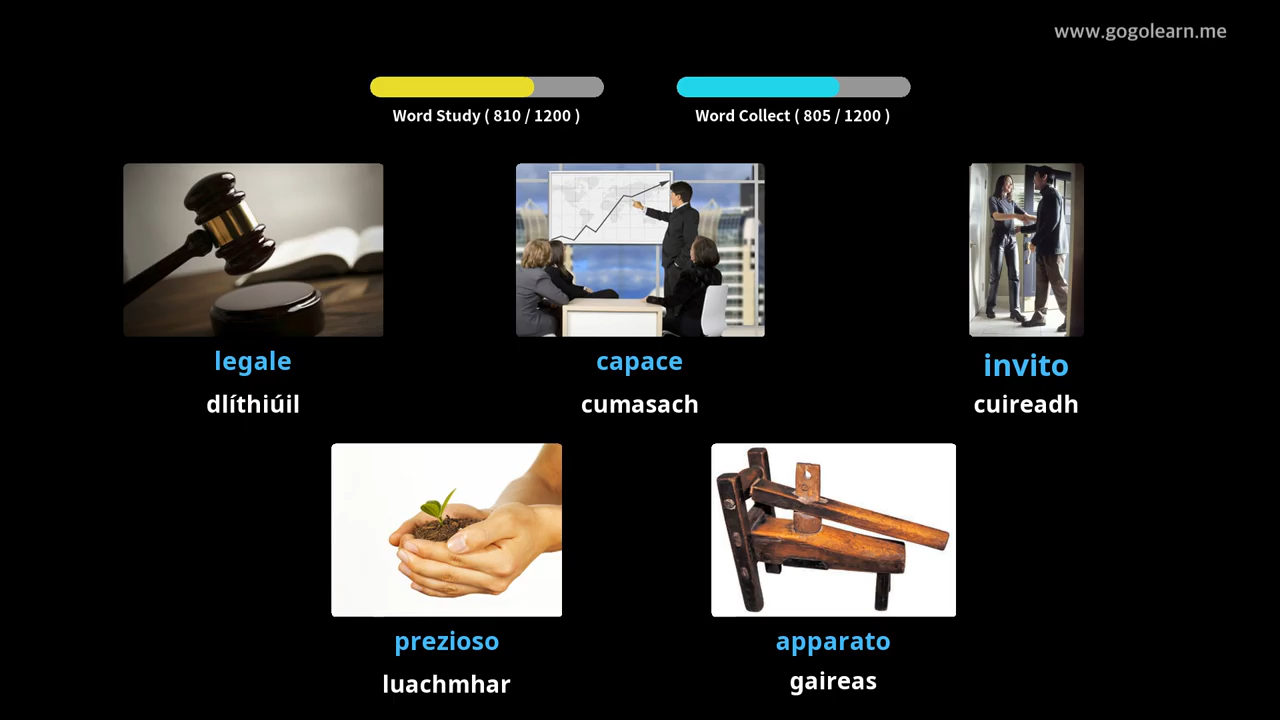 www.gogolearn.me
Word Study ( 810 / 1200 )
Word Collect ( 805 / 1200 )
legale
capace
invito
dlíthiúil
cumasach
cuireadh
prezioso
apparato
luachmhar
gaireas